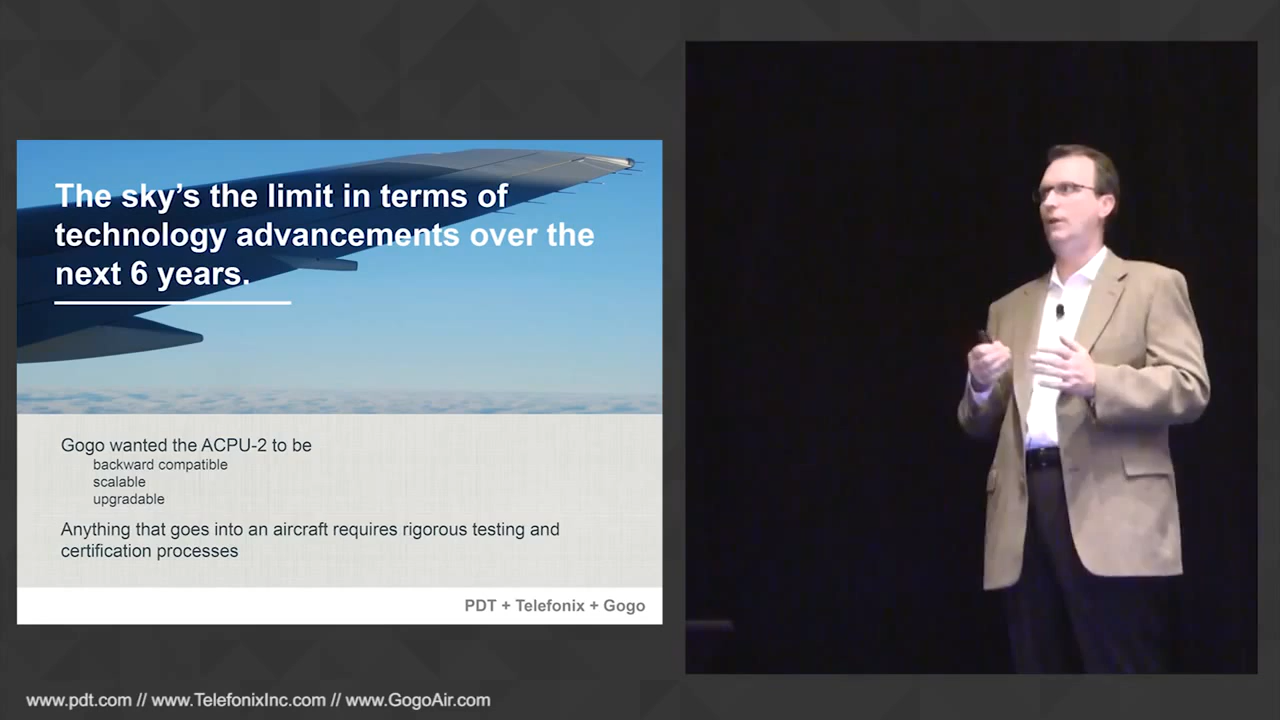 The sky’s the limit in terms of
technology advancements over the
next 6 years.
Gogo wanted the ACPU-2 to be
backward compatible
scalable
upgradable
Anything that goes into an aircraft requires rigorous testing and
certification processes
PDT + Telefonix + Gogo
www.pdt.com // www.TelefonixInc.com // www.GogoAir.com